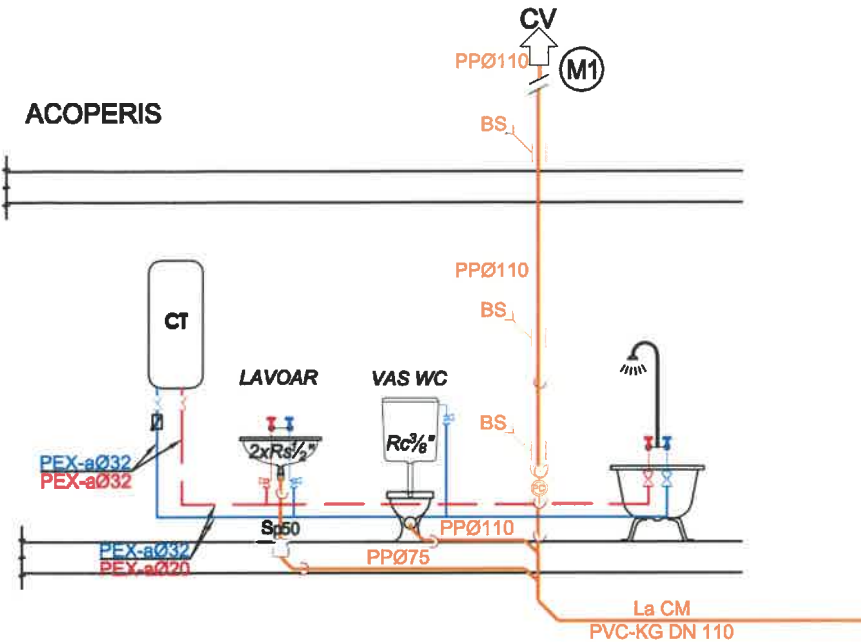 CV
PPØ110
M1
ACOPERIS
BS
PPØ110
BS
CT
LAVOAR
VAS WC
BS
2xRs½"
Rc⅜"
PEX-aØ32
PEX-aØ32
PC
Sp50
PPØ110
PEX-aØ32
PEX-aØ20
PPØ75
La CM
PVC-KG DN 110